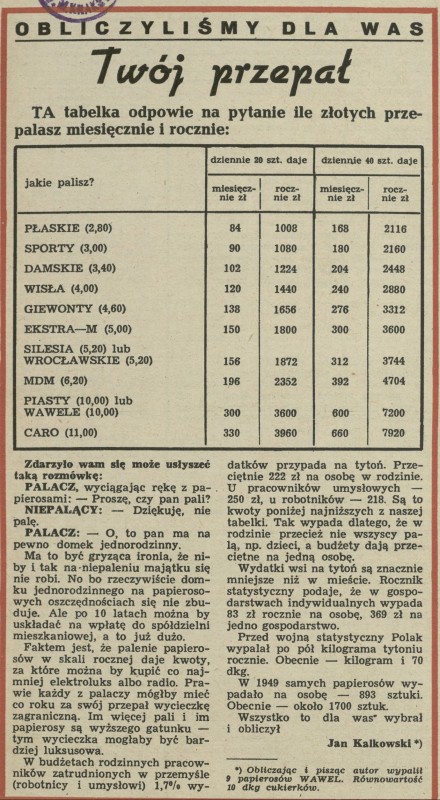 OBLICZYLIŚMY DLA WAS
Twój przepał
TA tabelka odpowie na pytanie ile złotych prze-
palasz miesięcznie i rocznie:
jakie palisz?
dziennie 20 szt. daje
dziennie 40 szt. daje
miesięcz-
nie zł
rocz-
nie zł
miesięcz-
nie zł
rocz-
nie zł
PŁASKIE (2,80) 84 1008 168 2116
SPORTY (3,00) 90 1080 180 2160
DAMSKIE (3,40) 102 1224 204 2448
WISŁA (4,00) 120 1440 240 2880
GIEWONTY (4,60) 138 1656 276 3312
EKSTRA—M (5,00) 150 1800 300 3600
SILESIA (5,20) lub
WROCŁAWSKIE (5,20) 156 1872 312 3744
MDM (6,20) 196 2352 392 4704
PIASTY (10,00) lub
WAWELE (10,00) 300 3600 600 7200
CARO (11,00) 330 3960 660 7920
Zdarzyło wam się może usłyszeć
taką rozmówkę:
PALACZ, wyciągając rękę z pa-
pierosami: — Proszę, czy pan pali?
NIEPALĄCY: — Dziękuję, nie
palę.
PALACZ: — O, to pan ma na
pewno domek jednorodzinny.
Ma to być gryząca ironia, że ni-
by i tak na niepaleniu majątku się
nie robi. No bo rzeczywiście dom-
ku jednorodzinnego na papieroso-
wych oszczędnościach się nie zbu-
duje. Ale po 10 latach można by
uskładać na wpłatę do spółdzielni
mieszkaniowej, a to już dużo.
Faktem jest, że palenie papiero-
sów w skali rocznej daje kwoty,
za które można by kupić co naj-
mniej elektroluks albo radio. Pra-
wie każdy z palaczy mógłby mieć
co roku za swój przepał wycieczkę
zagraniczną. Im więcej pali i im
papierosy są wyższego gatunku —
tym wycieczka mogłaby być bar-
dziej luksusowa.
W budżetach rodzinnych pracow-
ników zatrudnionych w przemyśle
(robotnicy i umysłowi) 1,7% wy-
datków przypada na tytoń. Prze-
ciętnie 222 zł na osobę w rodzinie.
U pracowników umysłowych —
250 zł, u robotników — 218. Są to
kwoty poniżej najniższych z naszej
tabelki. Tak wypada dlatego, że w
rodzinie przecież nie wszyscy pa-
lą, np. dzieci, a budżety dają prze-
ciętne na jedną osobę.
Wydatki wsi na tytoń są znacznie
mniejsze niż w mieście. Rocznik
statystyczny podaje, że w gospo-
darstwach indywidualnych wypada
83 zł rocznie na osobę, 369 zł na
jedno gospodarstwo.
Przed wojną statystyczny Polak
wypalał po pół kilograma tytoniu
rocznie. Obecnie — kilogram i 70
dkg.
W 1949 samych papierosów wy-
padało na osobę — 893 sztuki.
Obecnie — około 1700 sztuk.
Wszystko to dla was wybrał
i obliczył
Jan Kalkowski *)
*) Obliczając i pisząc autor wypalił
9 papierosów WAWEL. Równowartość
10 dkg cukierków.